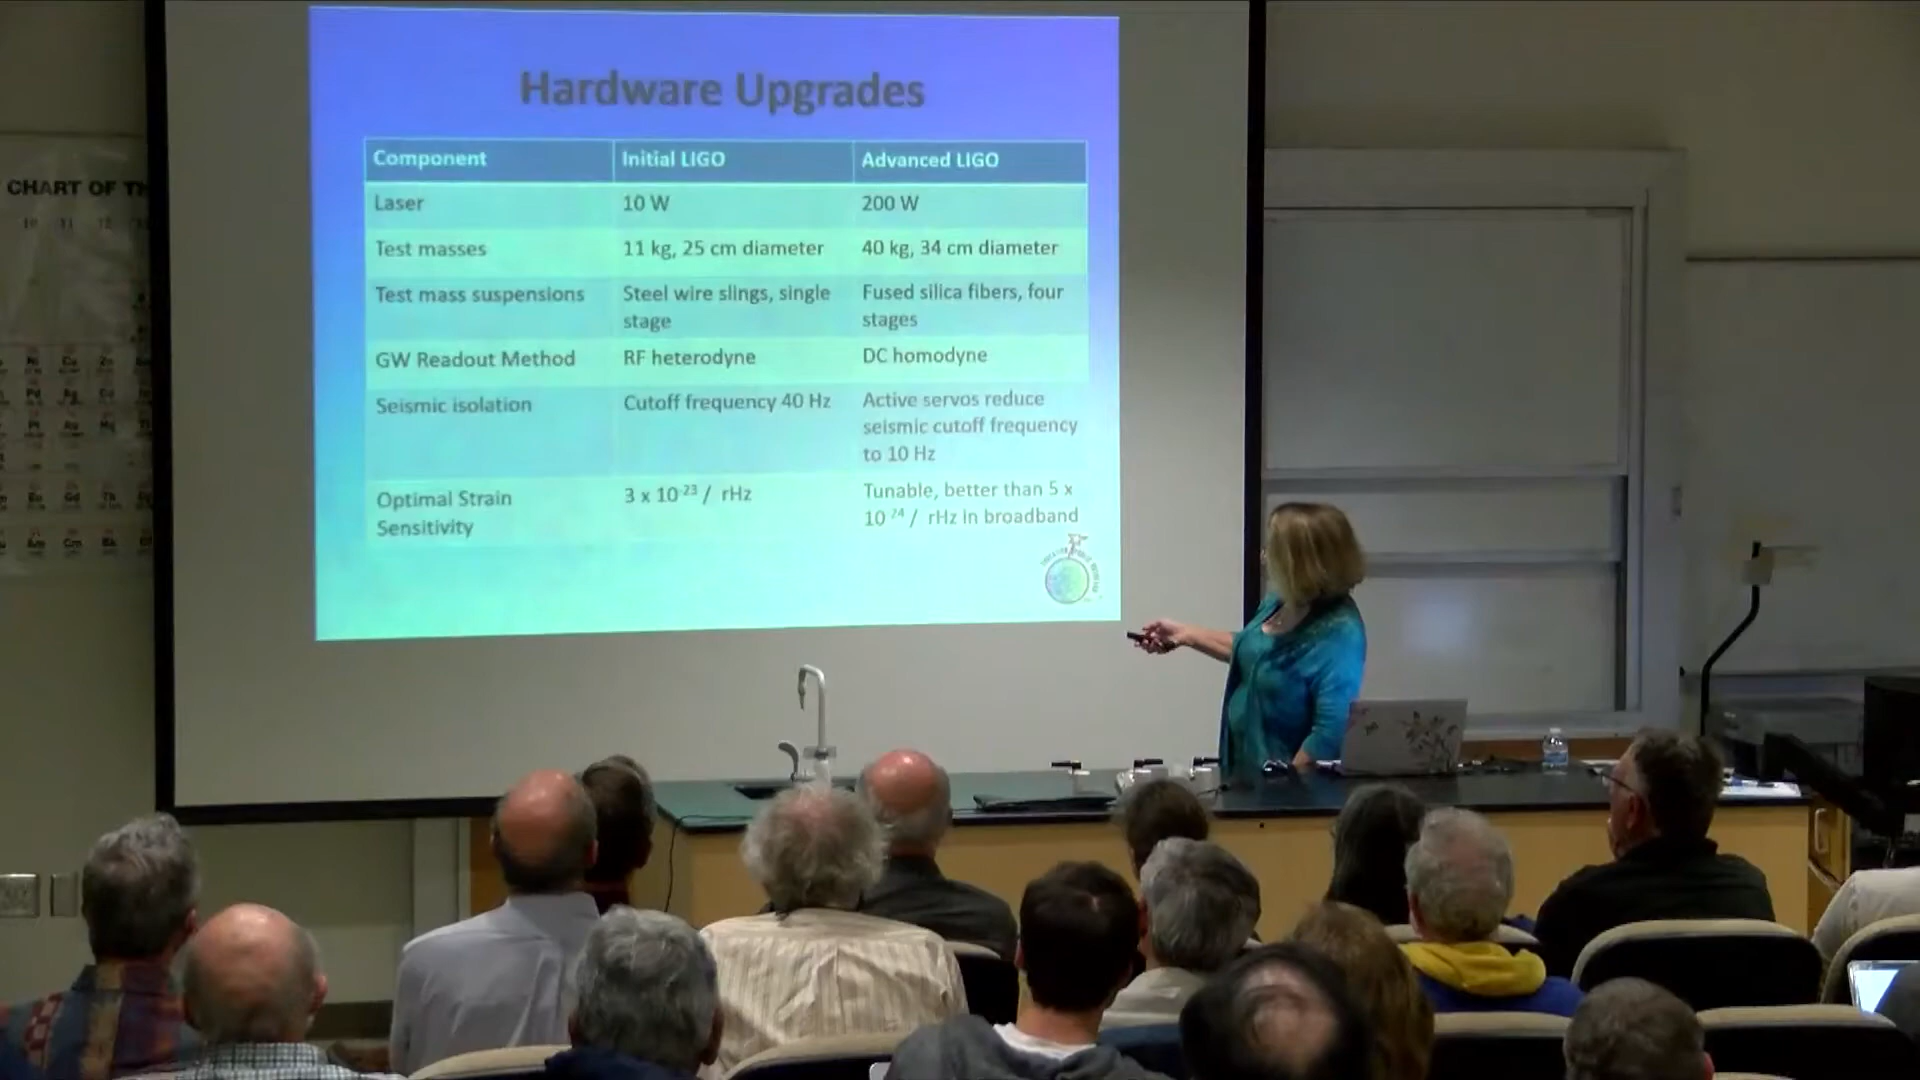 Hardware Upgrades
Component Initial LIGO Advanced LIGO
Laser 10 W 200 W
Test masses 11 kg, 25 cm diameter 40 kg, 34 cm diameter
Test mass suspensions Steel wire slings, single Fused silica fibers, four
stage stages
GW Readout Method RF heterodyne DC homodyne
Seismic isolation Cutoff frequency 40 Hz Active servos reduce
seismic cutoff frequency
to 10 Hz
Optimal Strain 3 x 10-23 / rHz Tunable, better than 5 x
Sensitivity 10-24 / rHz in broadband
CHART OF